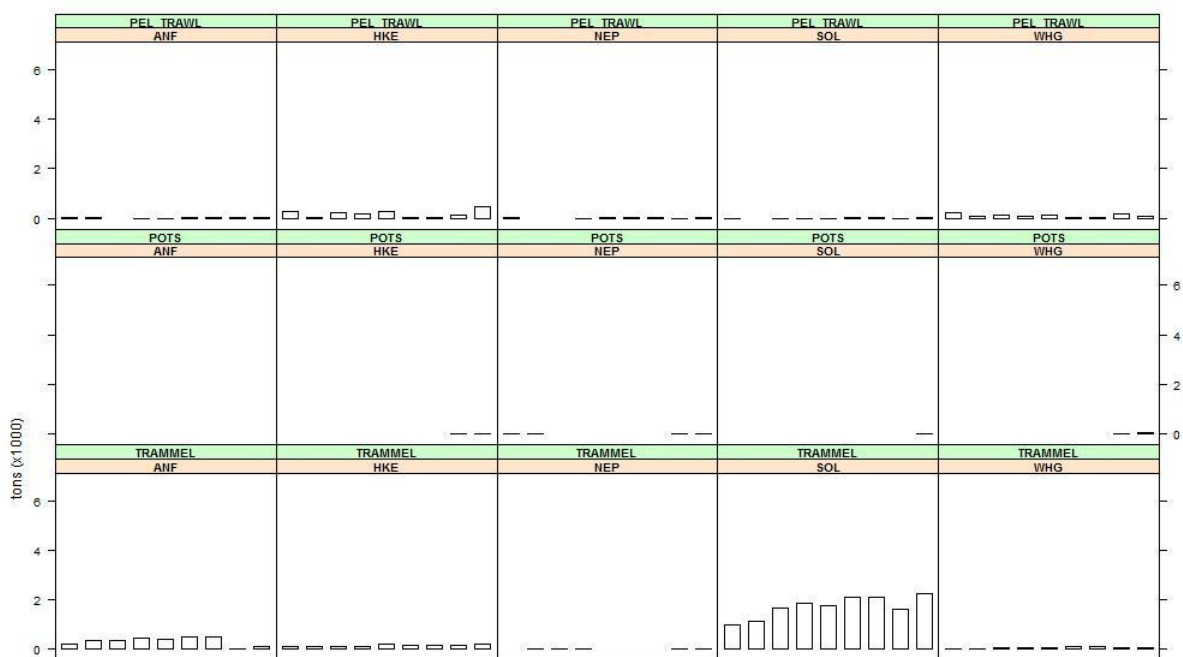 PEL_TRAWL PEL_TRAWL PEL_TRAWL PEL_TRAWL PEL_TRAWL
ANF HKE NEP SOL WHG
6
4
2
0
POTS POTS POTS POTS POTS
ANF HKE NEP SOL WHG
6
4
2
0
TRAMMEL TRAMMEL TRAMMEL TRAMMEL TRAMMEL
ANF HKE NEP SOL WHG
tons (x1000)
6
4
2
0